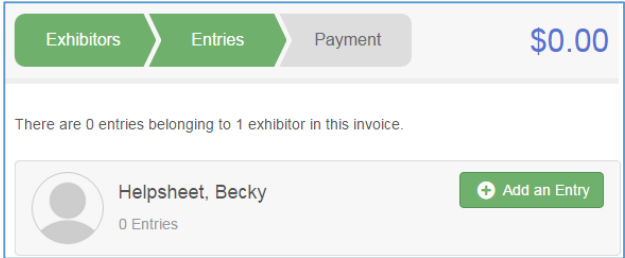 Exhibitors Entries Payment $0.00
There are 0 entries belonging to 1 exhibitor in this invoice.
Helpsheet, Becky Add an Entry
0 Entries